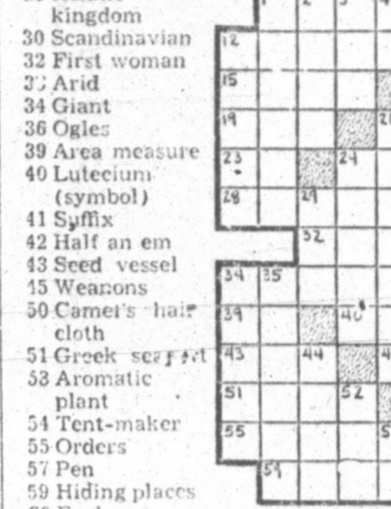 kingdom
30 Scandinavian
32 First woman
33 Arid
34 Giant
36 Ogles
39 Area measure
40 Lutecium
(symbol)
41 Suffix
42 Half an em
43 Seed vessel
45 Weapons
50 Camel's hair
cloth
51 Greek
53 Aromatic
plant
54 Tent-maker
55 Orders
57 Pen
59 Hiding places
12
15
19
23 24
28 29
32
34 35
39 40
43 44
51 52
55
59